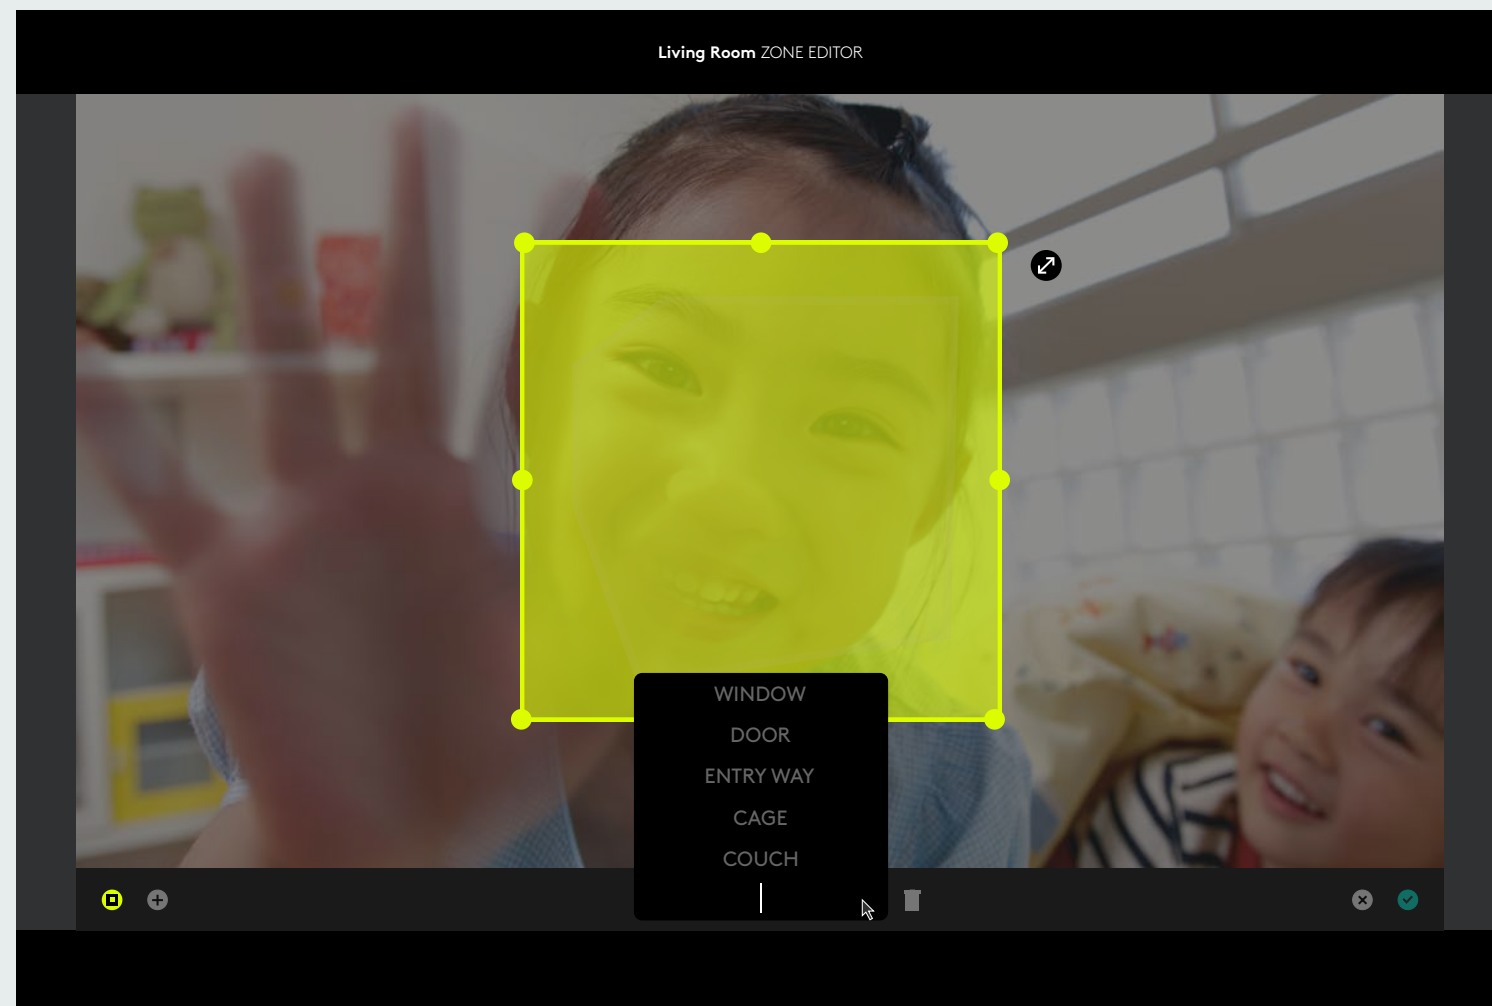 Living Room ZONE EDITOR
WINDOW
DOOR
ENTRY WAY
CAGE
COUCH